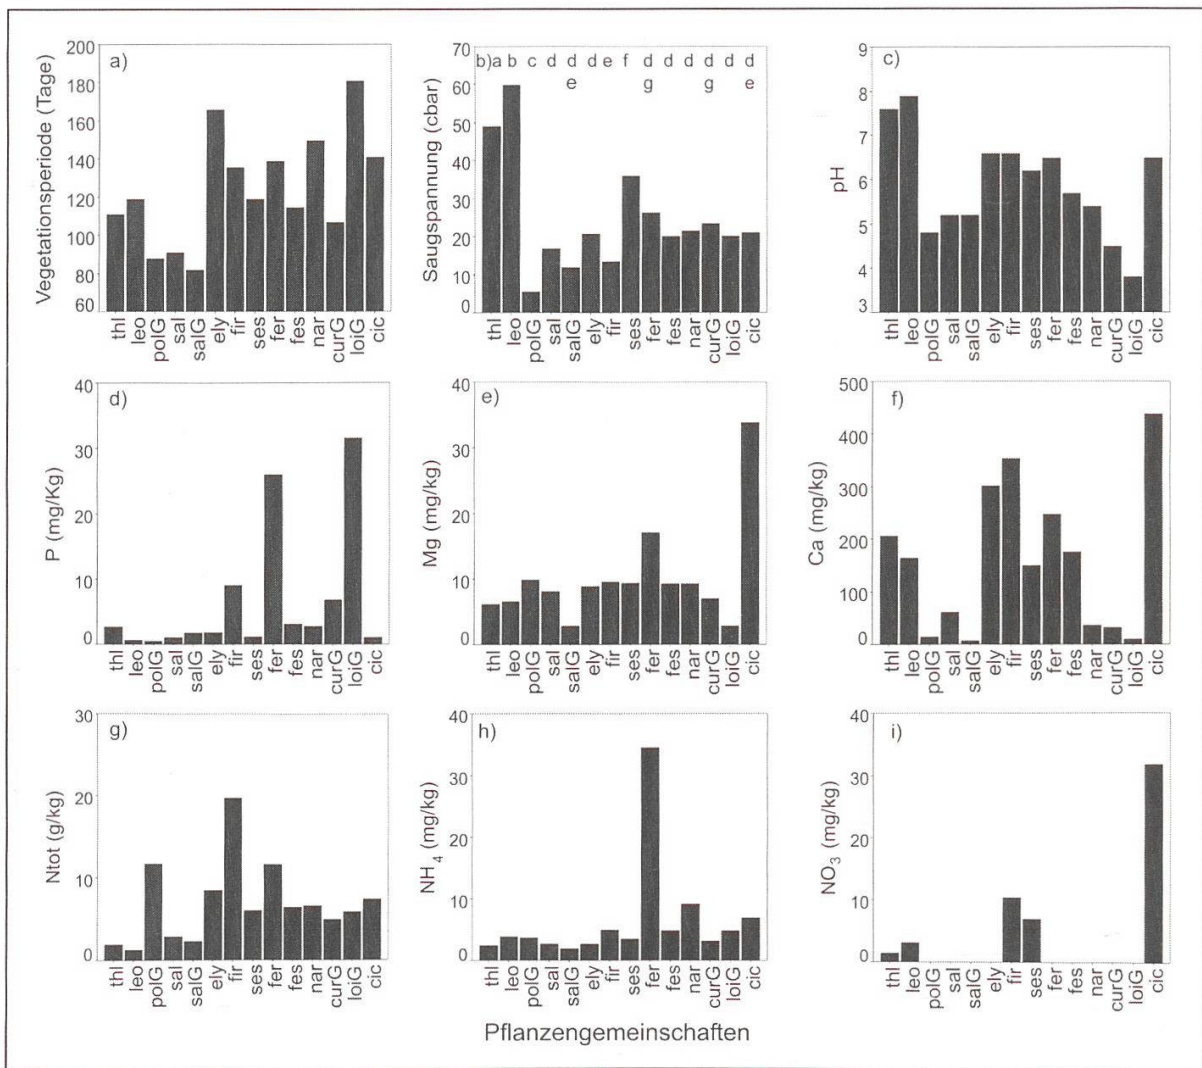 a)
Vegetationsperiode (Tage)
200
180
160
140
120
100
80
60
thl leo polG sal salG ely fir ses fer fes nar curG loiG cic
b) a b c d d d e f d d d d d d
e g g e
Saugspannung (cbar)
70
60
50
40
30
20
10
0
thl leo polG sal salG ely fir ses fer fes nar curG loiG cic
c)
pH
9
8
7
6
5
4
3
thl leo polG sal salG ely fir ses fer fes nar curG loiG cic
d)
P (mg/Kg)
40
30
20
10
0
thl leo polG sal salG ely fir ses fer fes nar curG loiG cic
e)
Mg (mg/kg)
40
30
20
10
0
thl leo polG sal salG ely fir ses fer fes nar curG loiG cic
f)
Ca (mg/kg)
500
400
300
200
100
0
thl leo polG sal salG ely fir ses fer fes nar curG loiG cic
g)
Ntot (g/kg)
30
20
10
0
thl leo polG sal salG ely fir ses fer fes nar curG loiG cic
h)
NH4 (mg/kg)
40
30
20
10
0
thl leo polG sal salG ely fir ses fer fes nar curG loiG cic
i)
NO3 (mg/kg)
40
30
20
10
0
thl leo polG sal salG ely fir ses fer fes nar curG loiG cic
Pflanzengemeinschaften